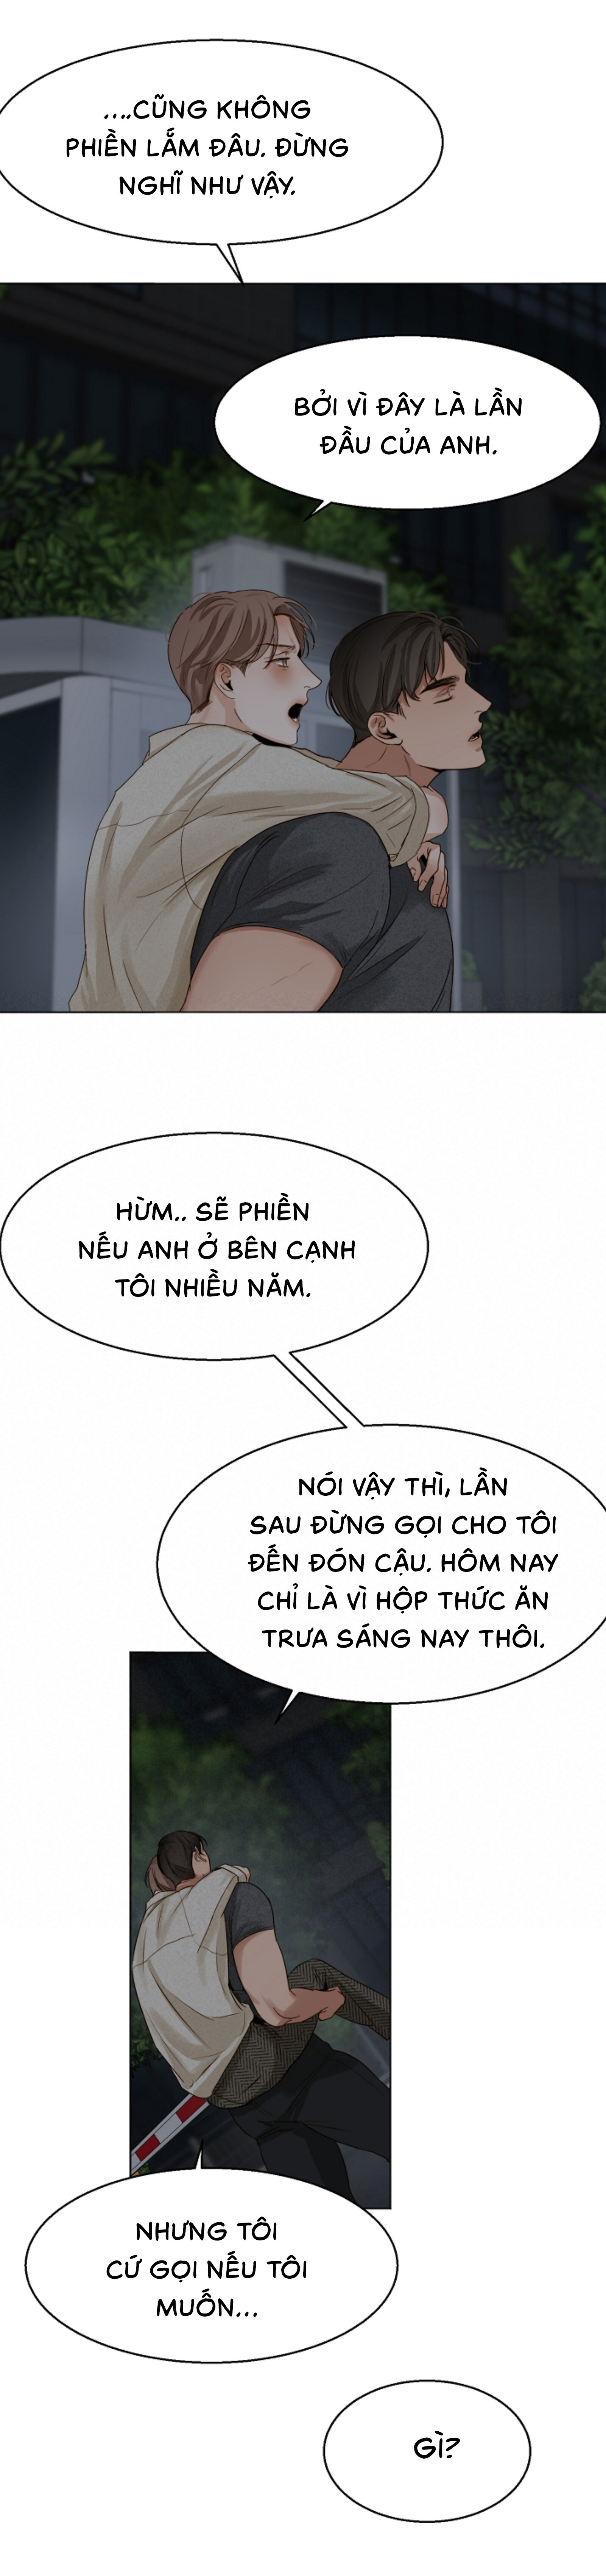 ....CŨNG KHÔNG
PHIỀN LẮM ĐÂU. ĐỪNG
NGHĨ NHƯ VẬY.
BỞI VÌ ĐÂY LÀ LẦN
ĐẦU CỦA ANH.
HỪM.. SẼ PHIỀN
NẾU ANH Ở BÊN CẠNH
TÔI NHIỀU NĂM.
NÓI VẬY THÌ, LẦN
SAU ĐỪNG GỌI CHO TÔI
ĐẾN ĐÓN CẬU. HÔM NAY
CHỈ LÀ VÌ HỘP THỨC ĂN
TRƯA SÁNG NAY THÔI.
NHƯNG TÔI
CỨ GỌI NẾU TÔI
MUỐN...
GÌ?